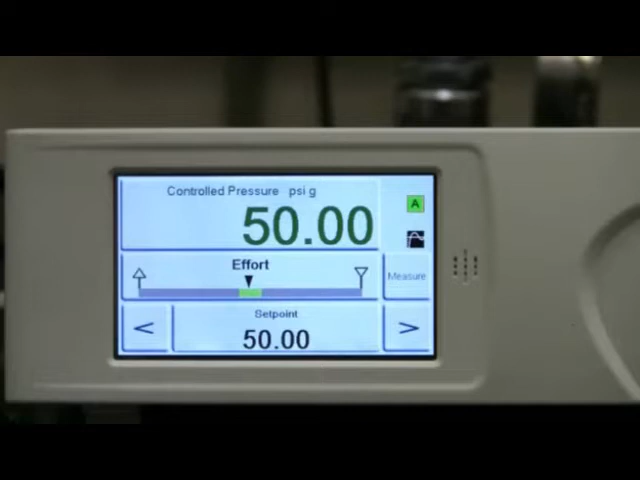 Controlled Pressure psi g
A
50.00
Effort
Measure
Setpoint
< 50.00 >